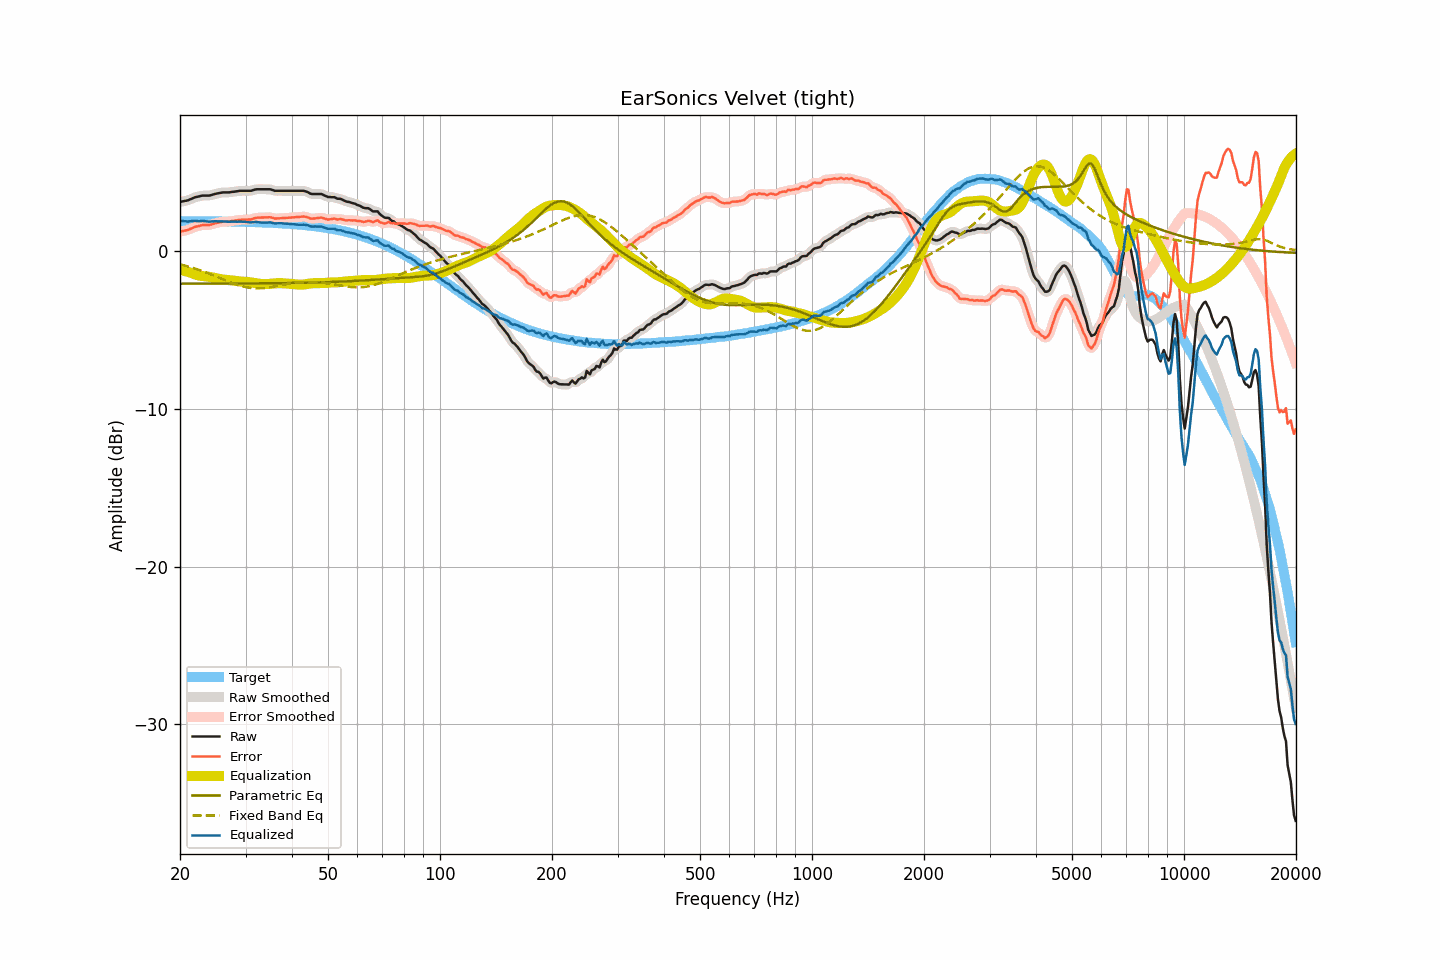 EarSonics Velvet (tight)
Amplitude (dBr)
0
−10
−20
−30
Target
Raw Smoothed
Error Smoothed
Raw
Error
Equalization
Parametric Eq
Fixed Band Eq
Equalized
20 50 100 200 500 1000 2000 5000 10000 20000
Frequency (Hz)